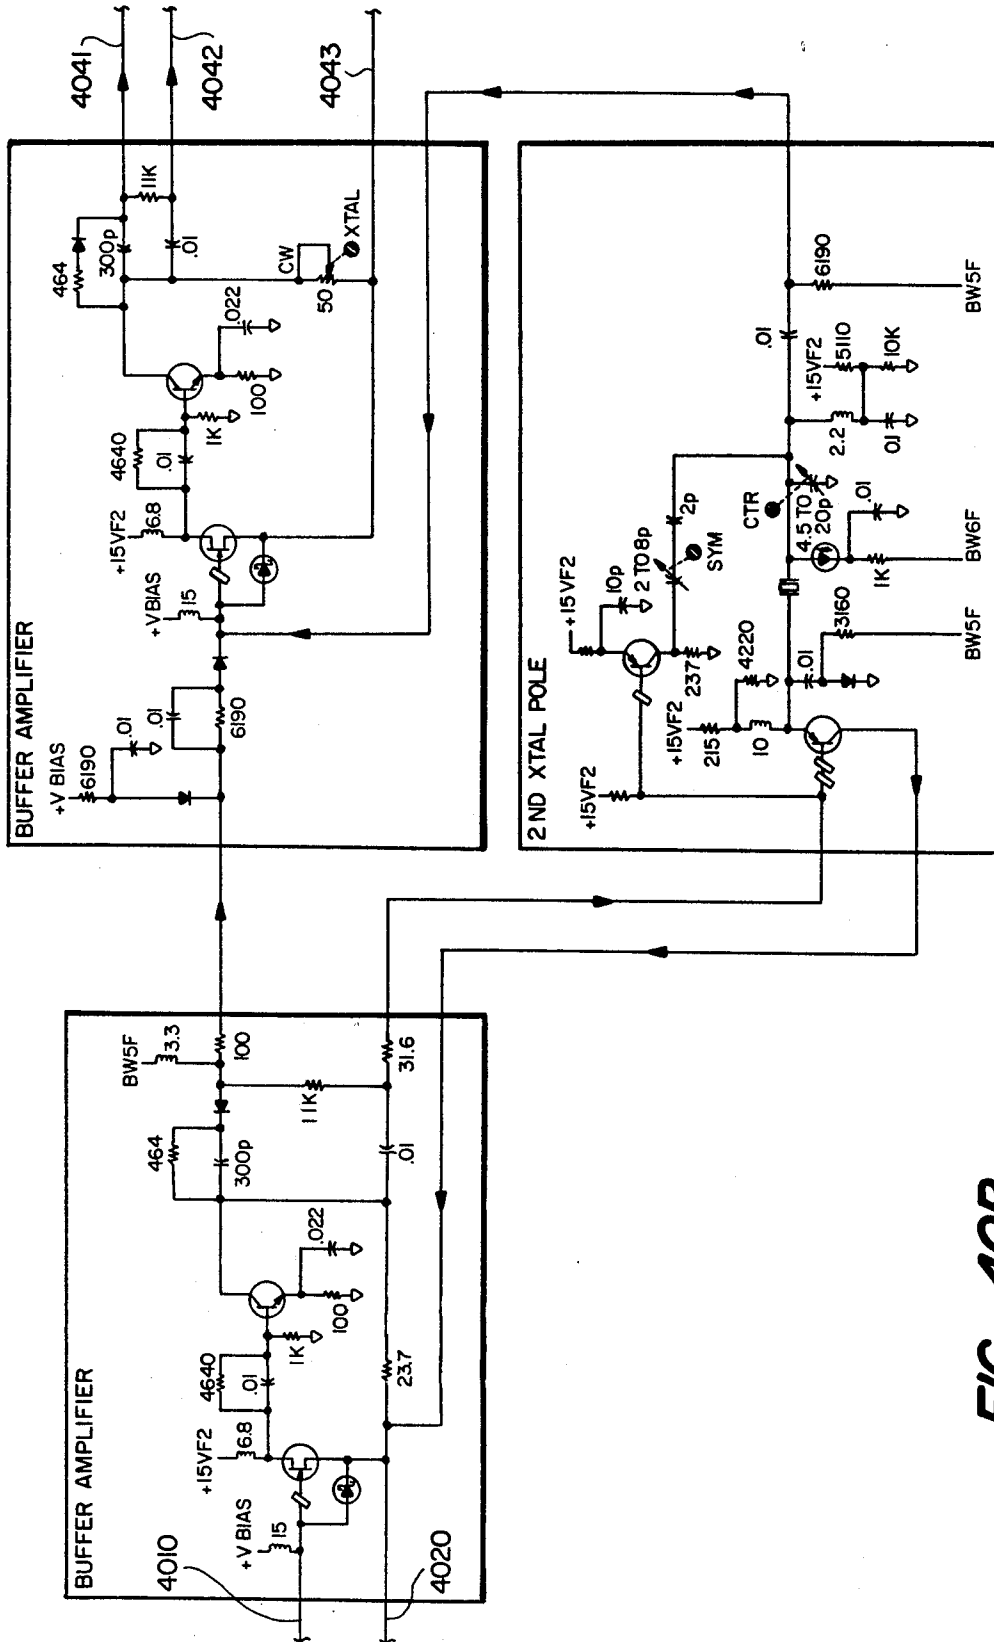 4041
4042
4043
BUFFER AMPLIFIER
+V BIAS
6190
.01
.01
6190
+V BIAS
15
+15VF2
6.8
4640
.01
1K
100
.022
464
300p
.01
11K
CW
50
XTAL
2ND XTAL POLE
+15VF2
+15VF2
10p
2 TO 8p
SYM
2p
237
+15VF2
215
4220
10
.01
3160
BW5F
CTR
4.5 TO
20p
.01
1K
BW6F
+15VF2
5110
10K
2.2
0.1
.01
6190
BW5F
BUFFER AMPLIFIER
4010
4020
+V BIAS
15
+15VF2
6.8
4640
.01
1K
100
.022
464
300p
23.7
.01
11K
BW5F
3.3
100
31.6